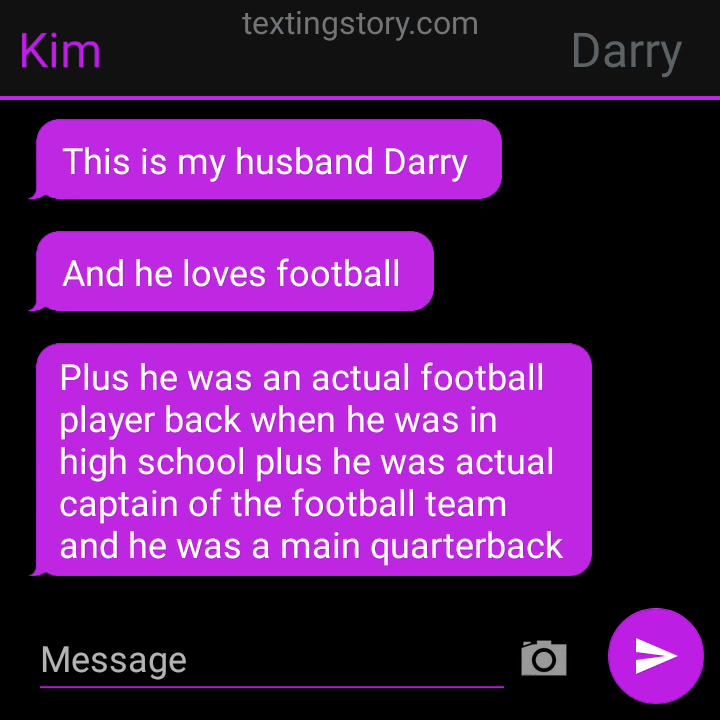 textingstory.com
Kim
Darry
This is my husband Darry
And he loves football
Plus he was an actual football
player back when he was in
high school plus he was actual
captain of the football team
and he was a main quarterback
Message